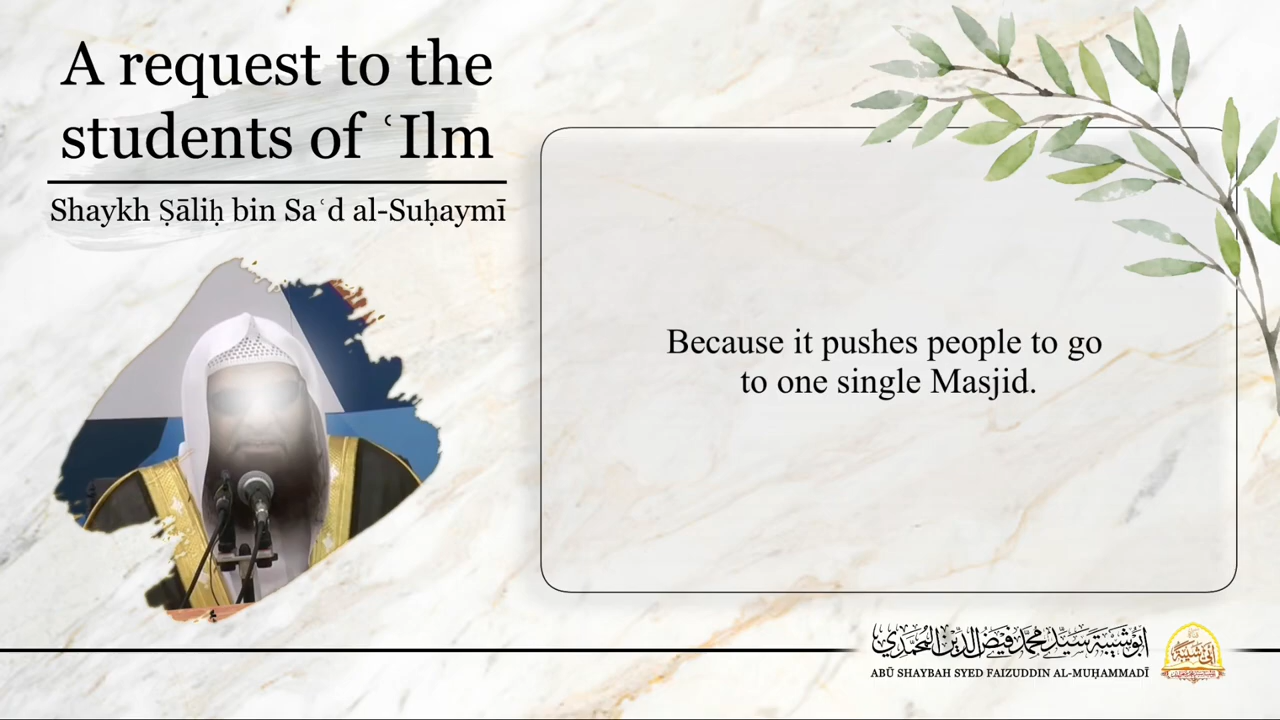 A request to the
students of ʿIlm
Shaykh Ṣāliḥ bin Saʿd al-Suḥaymī
Because it pushes people to go
to one single Masjid.
أبو شيبة سيد محمد فيض الدين المحمدي
ABŪ SHAYBAH SYED FAIZUDDIN AL-MUḤAMMADĪ